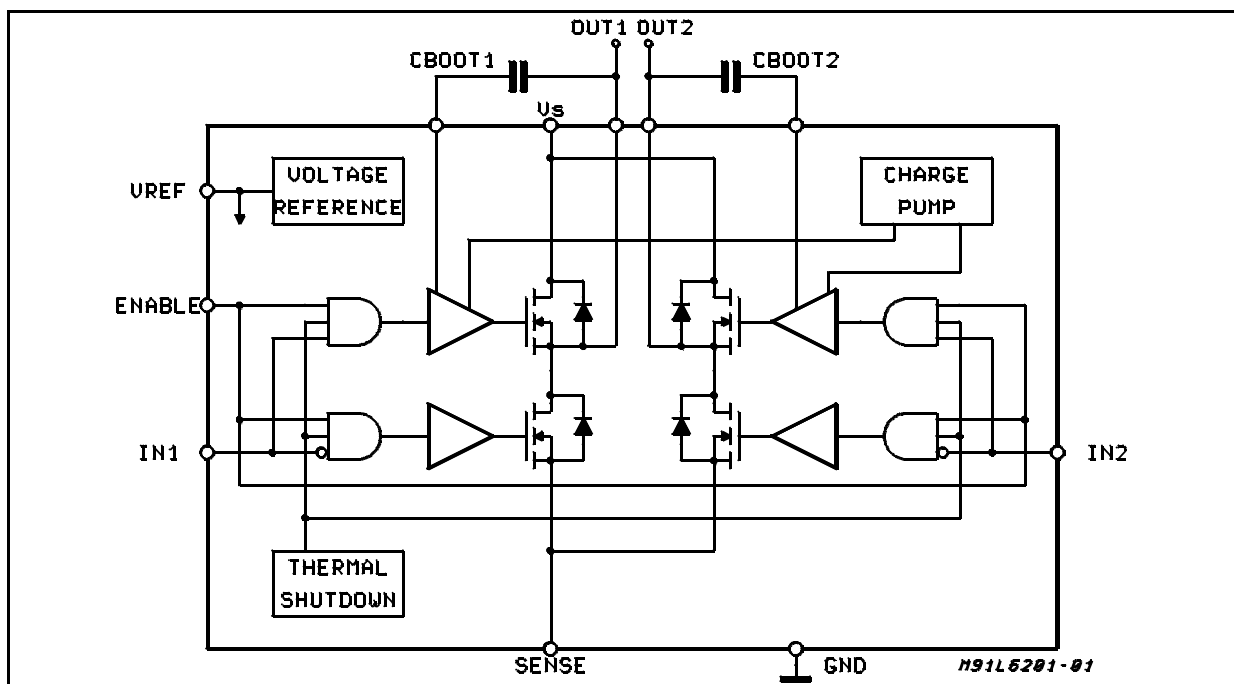 OUT1 OUT2
CBOOT1
CBOOT2
Vs
VREF
VOLTAGE
REFERENCE
CHARGE
PUMP
ENABLE
IN1
IN2
THERMAL
SHUTDOWN
SENSE
GND
M91L6201-01